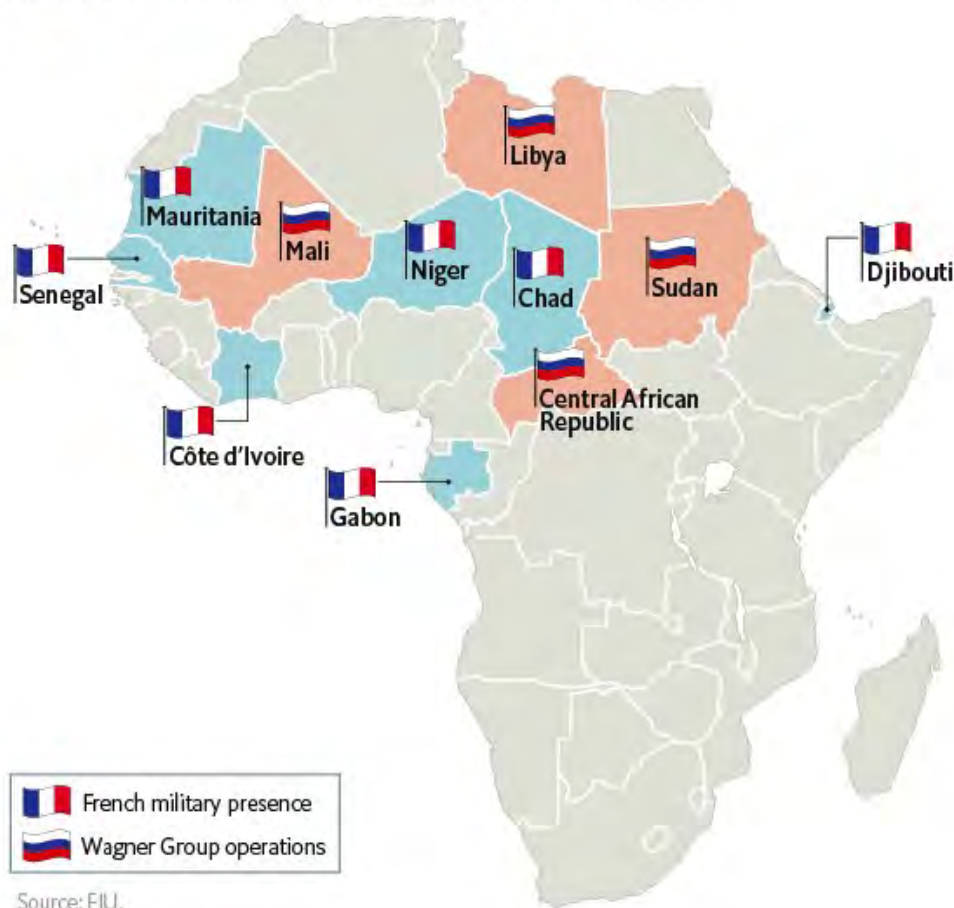 Libya
Mauritania
Mali
Niger
Chad
Sudan
Djibouti
Senegal
Central African
Republic
Côte d'Ivoire
Gabon
French military presence
Wagner Group operations
Source: EIU.